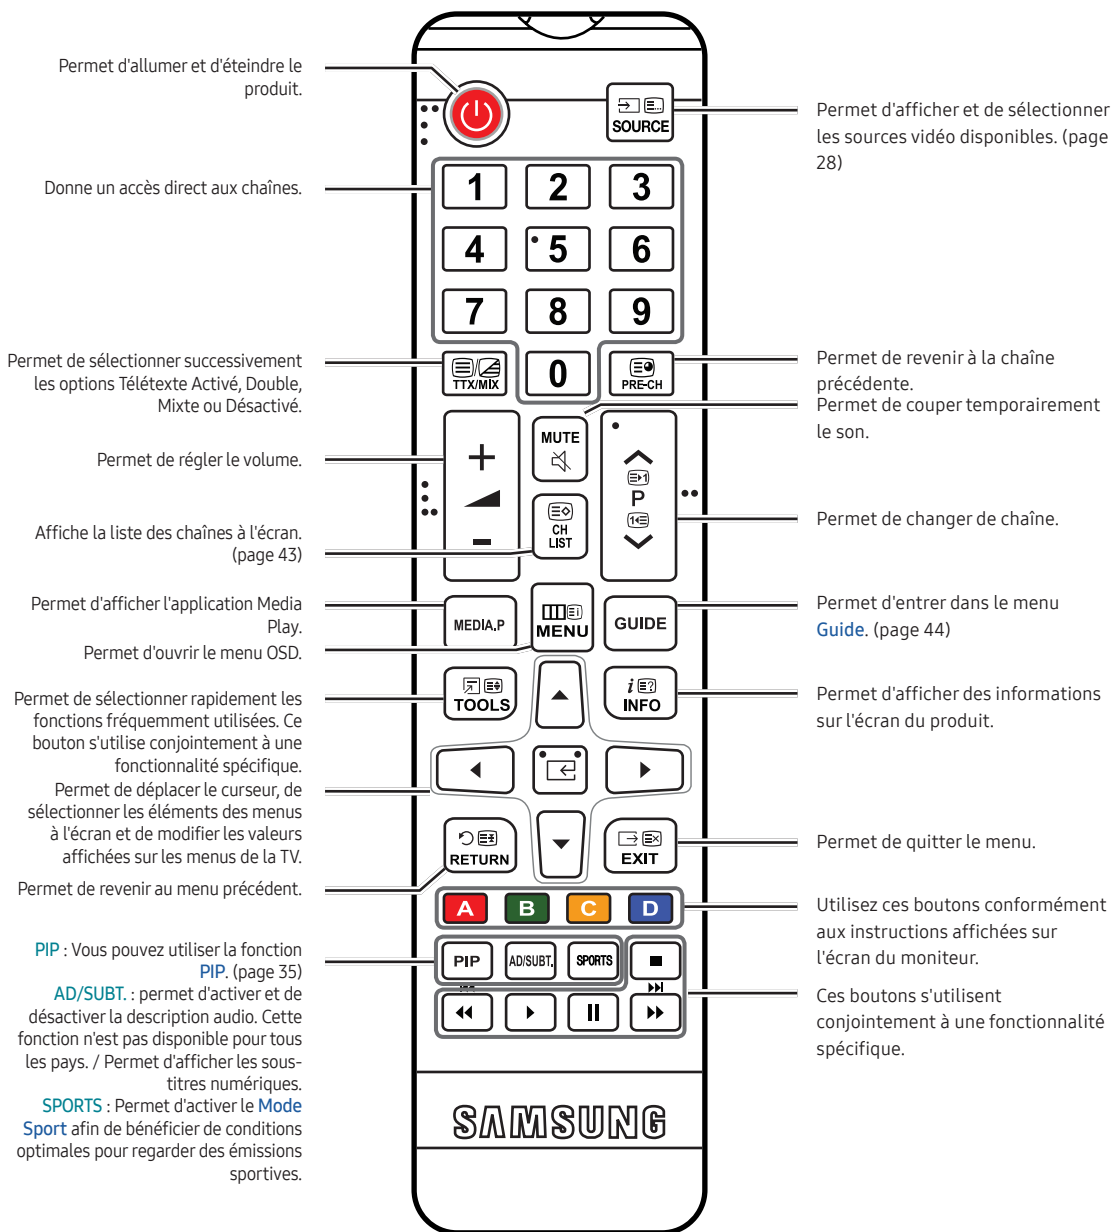 Permet d'allumer et d'éteindre le
produit.
SOURCE
Permet d'afficher et de sélectionner
les sources vidéo disponibles. (page
28)
Donne un accès direct aux chaînes.
1 2 3
4 5 6
7 8 9
Permet de sélectionner successivement
les options Télétexte Activé, Double,
Mixte ou Désactivé.
TTX/MIX
0
PRE-CH
Permet de revenir à la chaîne
précédente.
Permet de couper temporairement
le son.
MUTE
Permet de régler le volume.
+
-
CH
LIST
P
Affiche la liste des chaînes à l'écran.
(page 43)
Permet de changer de chaîne.
Permet d'afficher l'application Media
Play.
MEDIA.P
MENU
GUIDE
Permet d'entrer dans le menu
Guide. (page 44)
Permet d'ouvrir le menu OSD.
TOOLS
INFO
Permet de sélectionner rapidement les
fonctions fréquemment utilisées. Ce
bouton s'utilise conjointement à une
fonctionnalité spécifique.
Permet d'afficher des informations
sur l'écran du produit.
Permet de déplacer le curseur, de
sélectionner les éléments des menus
à l'écran et de modifier les valeurs
affichées sur les menus de la TV.
RETURN
EXIT
Permet de quitter le menu.
Permet de revenir au menu précédent.
A B C D
Utilisez ces boutons conformément
aux instructions affichées sur
l'écran du moniteur.
PIP AD/SUBT. SPORTS
PIP : Vous pouvez utiliser la fonction
PIP. (page 35)
AD/SUBT. : permet d'activer et de
désactiver la description audio. Cette
fonction n'est pas disponible pour tous
les pays. / Permet d'afficher les sous-
titres numériques.
SPORTS : Permet d'activer le Mode
Sport afin de bénéficier de conditions
optimales pour regarder des émissions
sportives.
Ces boutons s'utilisent
conjointement à une fonctionnalité
spécifique.
SAMSUNG